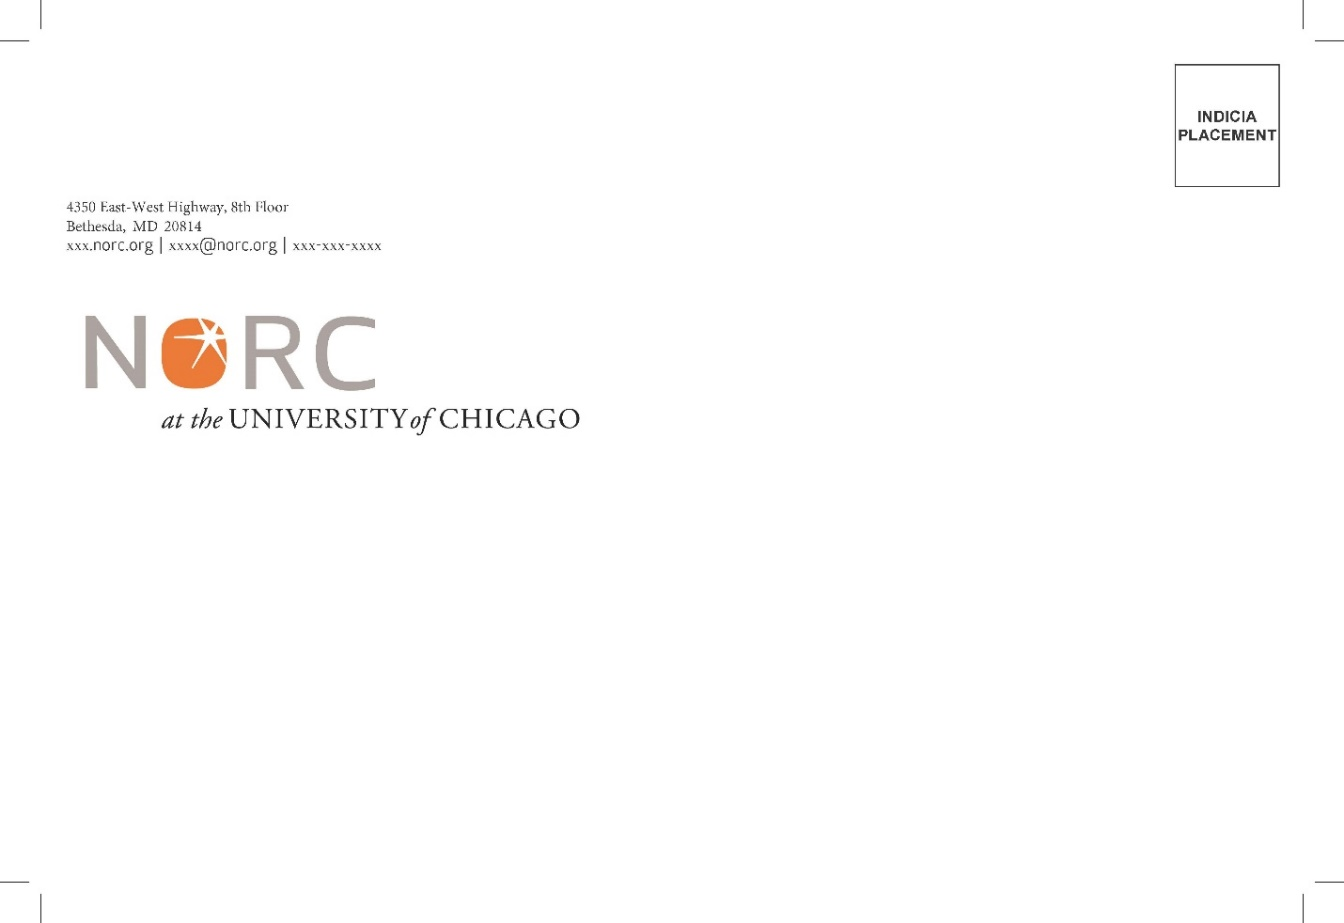 INDICIA
PLACEMENT
4350 East-West Highway, 8th Floor
Bethesda, MD 20814
xxx.norc.org | xxxx@norc.org | xxx-xxx-xxxx
NORC
at the UNIVERSITY of CHICAGO